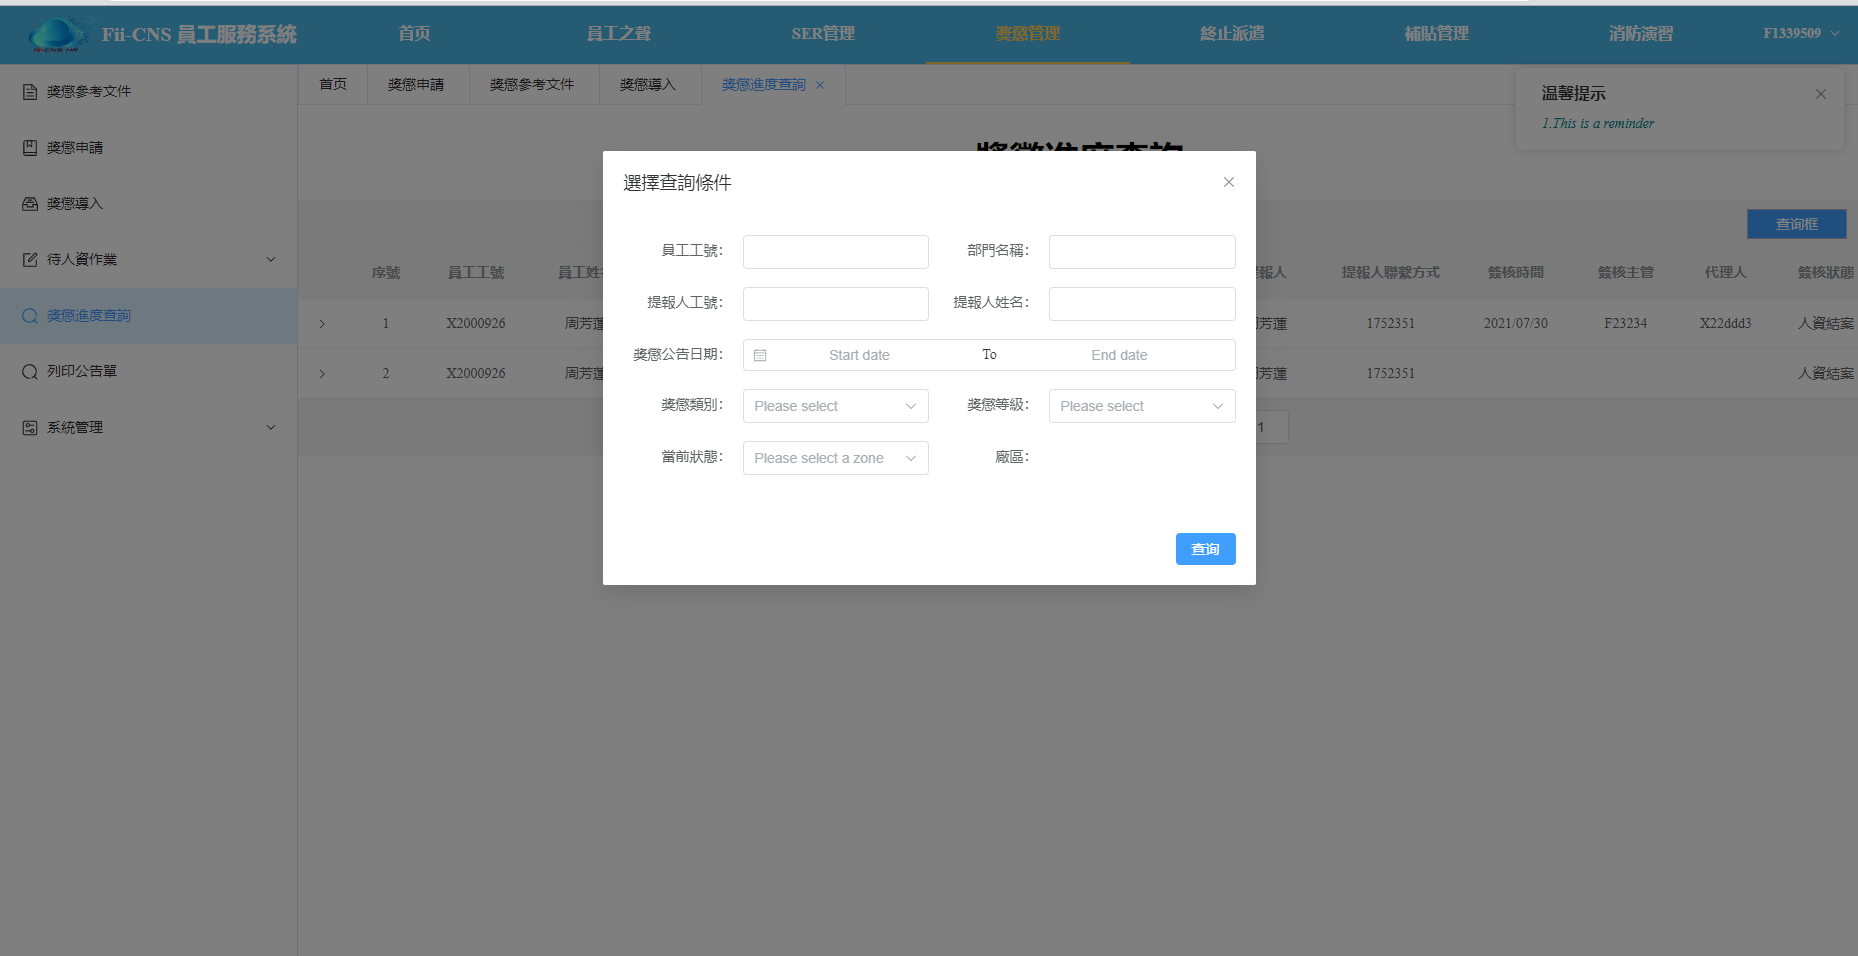 Fii-CNS 員工服務系統
首页
員工之聲
SER管理
獎懲管理
終止派遣
補貼管理
消防演習
F1339509
獎懲參考文件
獎懲申請
獎懲導入
待人資作業
獎懲進度查詢
列印公告單
系統管理
首页
獎懲申請
獎懲參考文件
獎懲導入
獎懲進度查詢
温馨提示
1.This is a reminder
查询框
序號
員工工號
提報人聯繫方式
簽核時間
簽核主管
代理人
簽核狀態
1
X2000926
周芳蓮
1752351
2021/07/30
F23234
X22ddd3
人資結案
2
X2000926
周芳蓮
1752351
人資結案
1
選擇查詢條件
員工工號:
部門名稱:
提報人工號:
提報人姓名:
獎懲公告日期:
Start date
To
End date
獎懲類別:
Please select
獎懲等級:
Please select
當前狀態:
Please select a zone
廠區:
查询